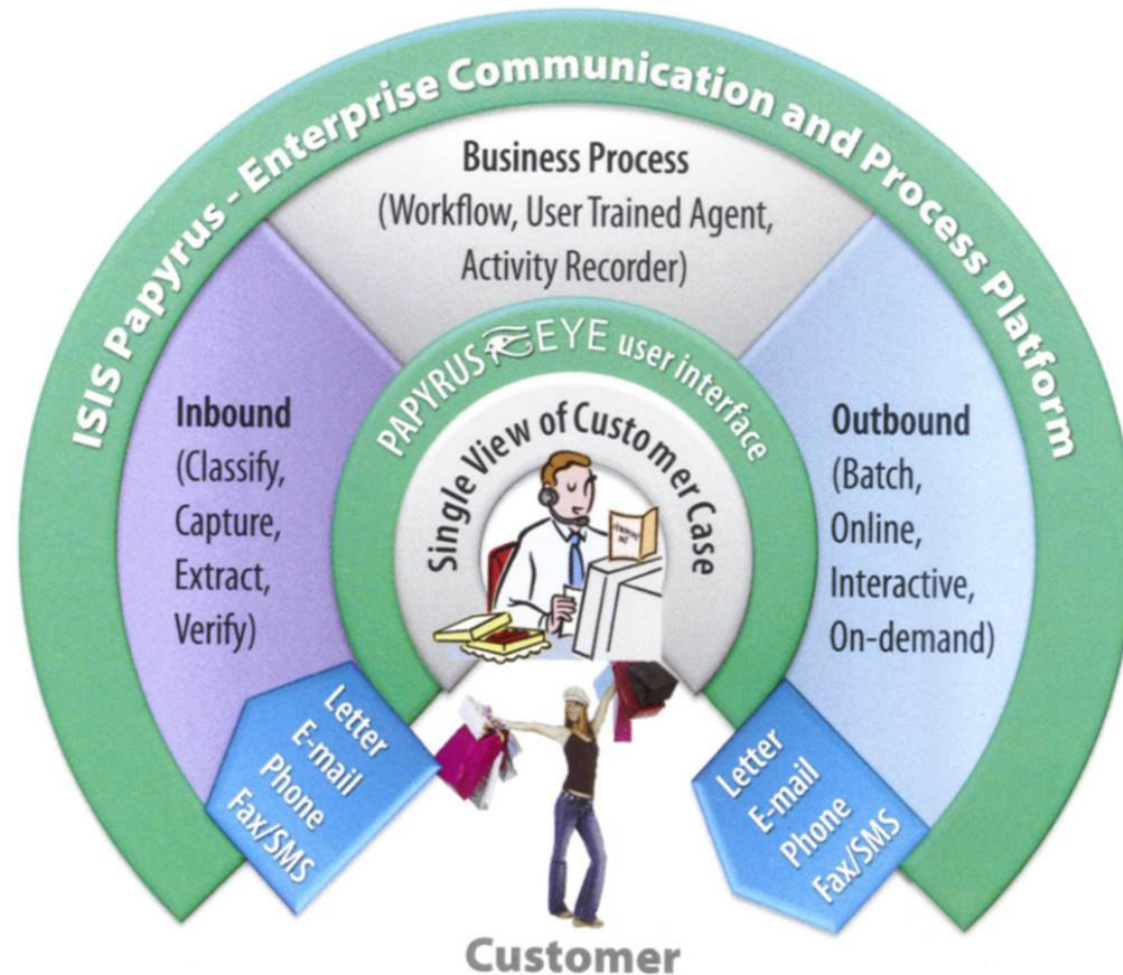 ISIS Papyrus - Enterprise Communication and Process Platform
Business Process
(Workflow, User Trained Agent,
Activity Recorder)
PAPYRUS EYE user interface
Single View of Customer Case
Inbound
(Classify,
Capture,
Extract,
Verify)
Outbound
(Batch,
Online,
Interactive,
On-demand)
Letter
E-mail
Phone
Fax/SMS
Letter
E-mail
Phone
Fax/SMS
Customer